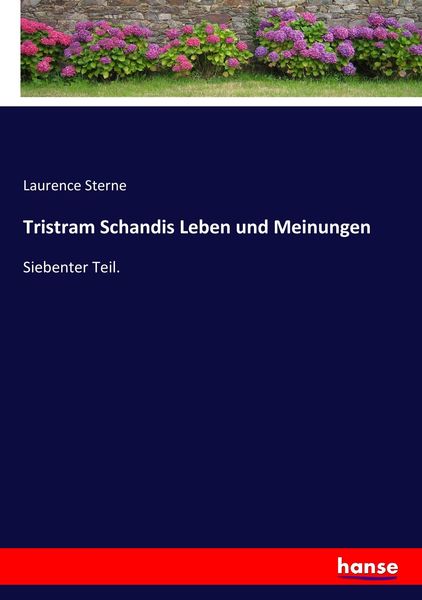 Laurence Sterne
Tristram Schandis Leben und Meinungen
Siebenter Teil.
hanse